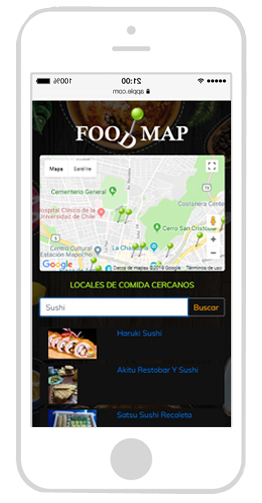 100% 21:00
apple.com
FOOD MAP
Mapa Satélite
Costanera Center
Cementerio General
Hospital Clínico de la
Universidad de Chile
Cerro San Cristóbal
Centro Cultural
Estación Mapocho
Google Datos de mapas ©2018 Google Términos de uso
LOCALES DE COMIDA CERCANOS
Sushi Buscar
Haruki Sushi
Akitu Restobar Y Sushi
Satsu Sushi Recoleta